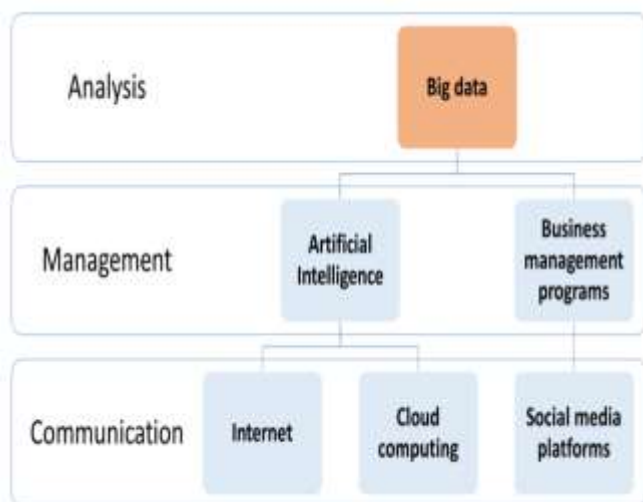 Analysis
Big data
Management
Artificial
Intelligence
Business
management
programs
Communication
Internet
Cloud
computing
Social media
platforms